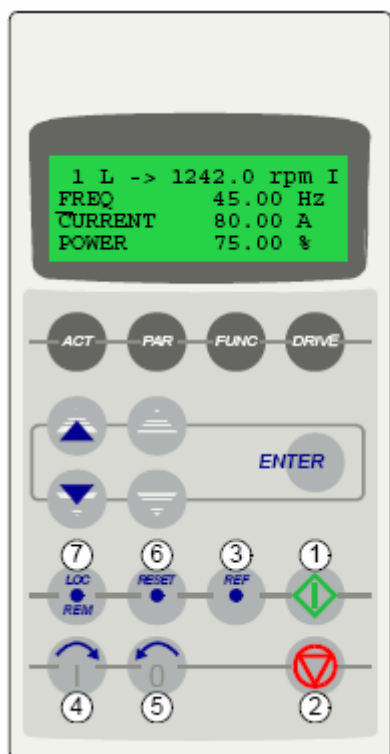 1 L -> 1242.0 rpm I
FREQ 45.00 Hz
CURRENT 80.00 A
POWER 75.00 %
ACT PAR FUNC DRIVE
ENTER
7 6 3 1
LOC RESET REF
REM
I 0
4 5 2